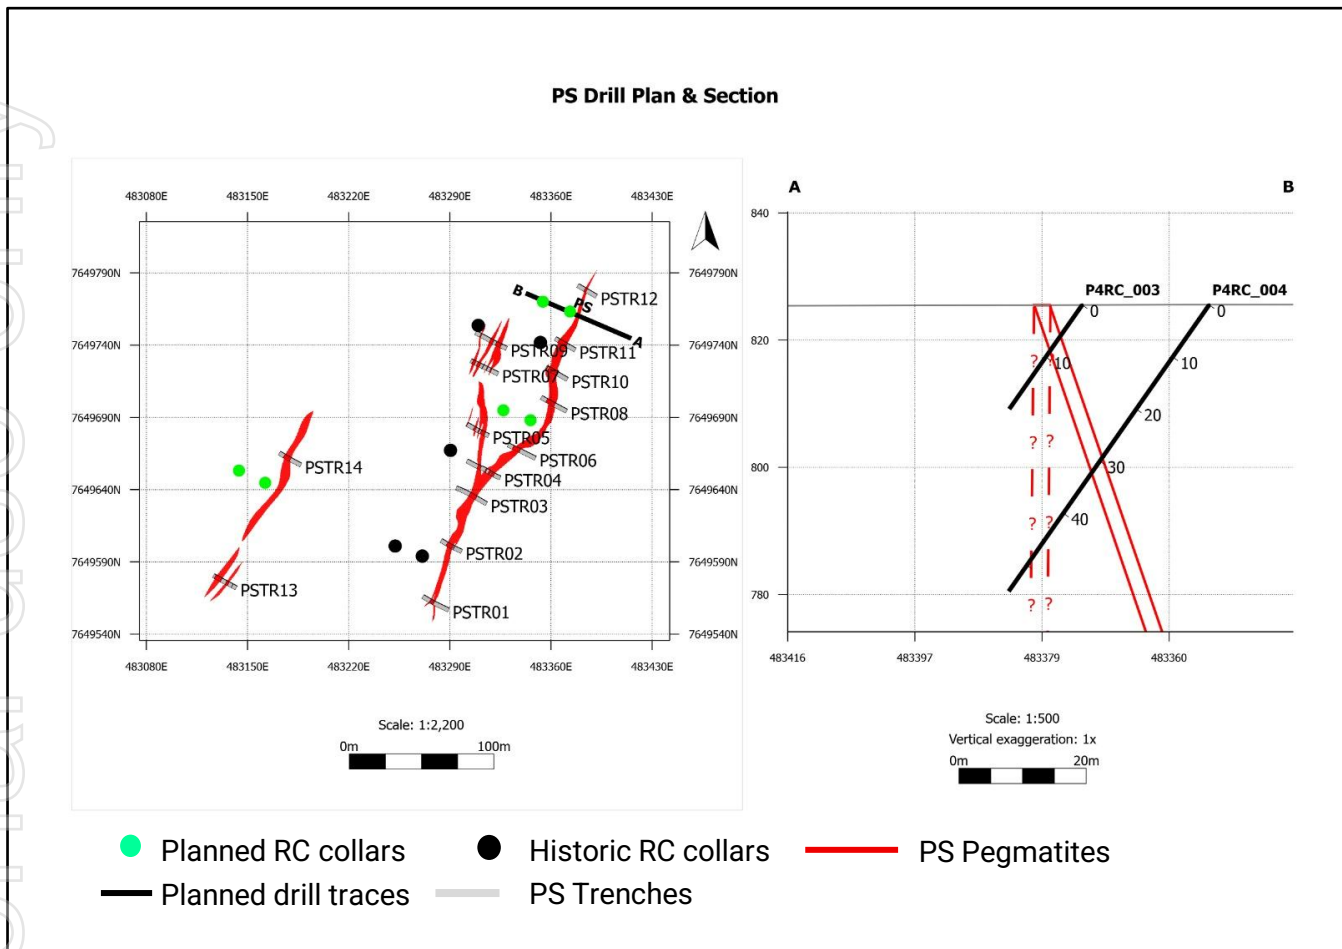 PS Drill Plan & Section
483080E 483150E 483220E 483290E 483360E 483430E
7649790N 7649790N
7649740N 7649740N
7649690N 7649690N
7649640N 7649640N
7649590N 7649590N
7649540N 7649540N
B
PS
A
PSTR12
PSTR09
PSTR11
PSTR07
PSTR10
PSTR08
PSTR05
PSTR06
PSTR14
PSTR04
PSTR03
PSTR02
PSTR13
PSTR01
483080E 483150E 483220E 483290E 483360E 483430E
Scale: 1:2,200
0m 100m
A B
840
820
800
780
P4RC_003 P4RC_004
0 0
10 10
20
30
40
? ?
? ?
? ?
? ?
483416 483397 483379 483360
Scale: 1:500
Vertical exaggeration: 1x
0m 20m
Planned RC collars Historic RC collars PS Pegmatites
Planned drill traces PS Trenches